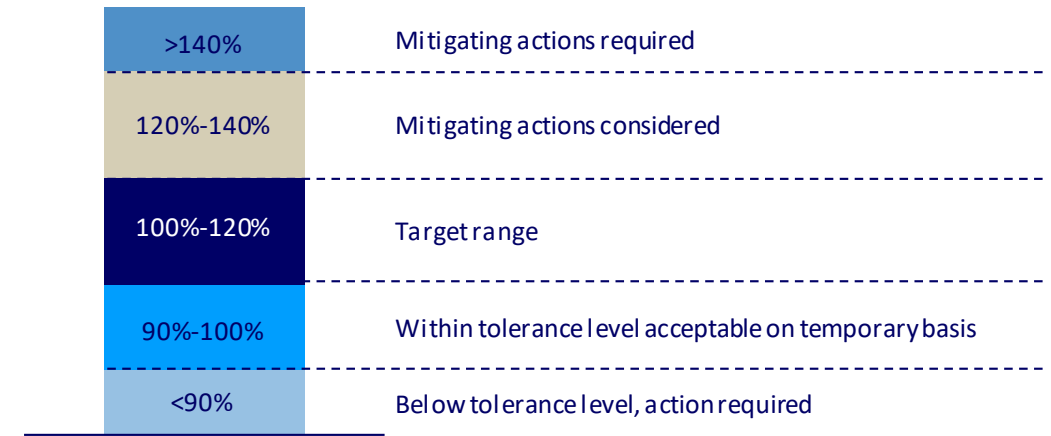 >140% Mitigating actions required
120%-140% Mitigating actions considered
100%-120% Target range
90%-100% Within tolerance level acceptable on temporary basis
<90% Below tolerance level, action required